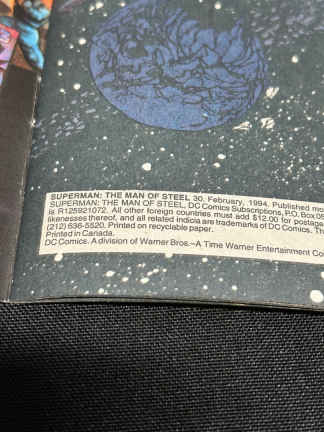 SUPERMAN: THE MAN OF STEEL 30, February, 1994. Published mo
SUPERMAN: THE MAN OF STEEL, DC Comics Subscriptions, P.O. Box 05
is R125921072. All other foreign countries must add $12.00 for postage
likenesses thereof, and all related indicia are trademarks of DC Comics. Th
(212) 636-5520. Printed on recyclable paper.
Printed in Canada.
DC Comics. A division of Warner Bros.–A Time Warner Entertainment Co